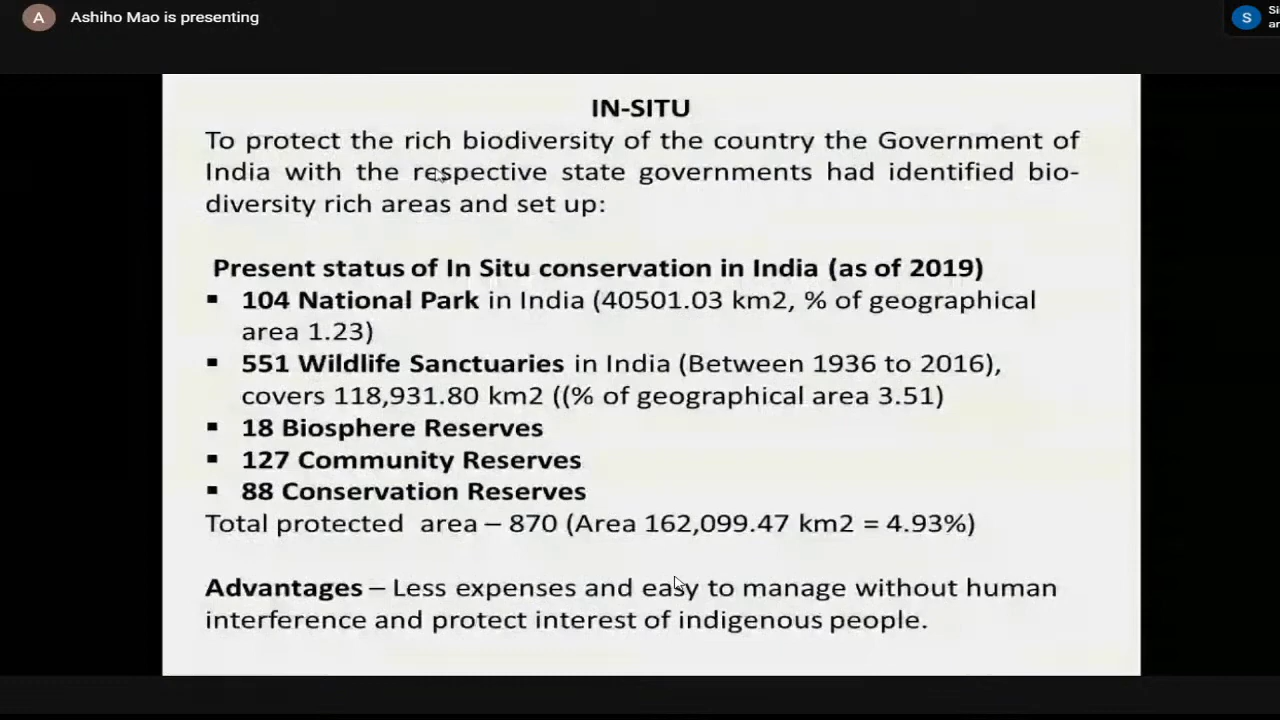 A Ashiho Mao is presenting
S
IN-SITU
To protect the rich biodiversity of the country the Government of
India with the respective state governments had identified bio-
diversity rich areas and set up:
Present status of In Situ conservation in India (as of 2019)
▪ 104 National Park in India (40501.03 km2, % of geographical
area 1.23)
▪ 551 Wildlife Sanctuaries in India (Between 1936 to 2016),
covers 118,931.80 km2 ((% of geographical area 3.51)
▪ 18 Biosphere Reserves
▪ 127 Community Reserves
▪ 88 Conservation Reserves
Total protected area – 870 (Area 162,099.47 km2 = 4.93%)
Advantages – Less expenses and easy to manage without human
interference and protect interest of indigenous people.